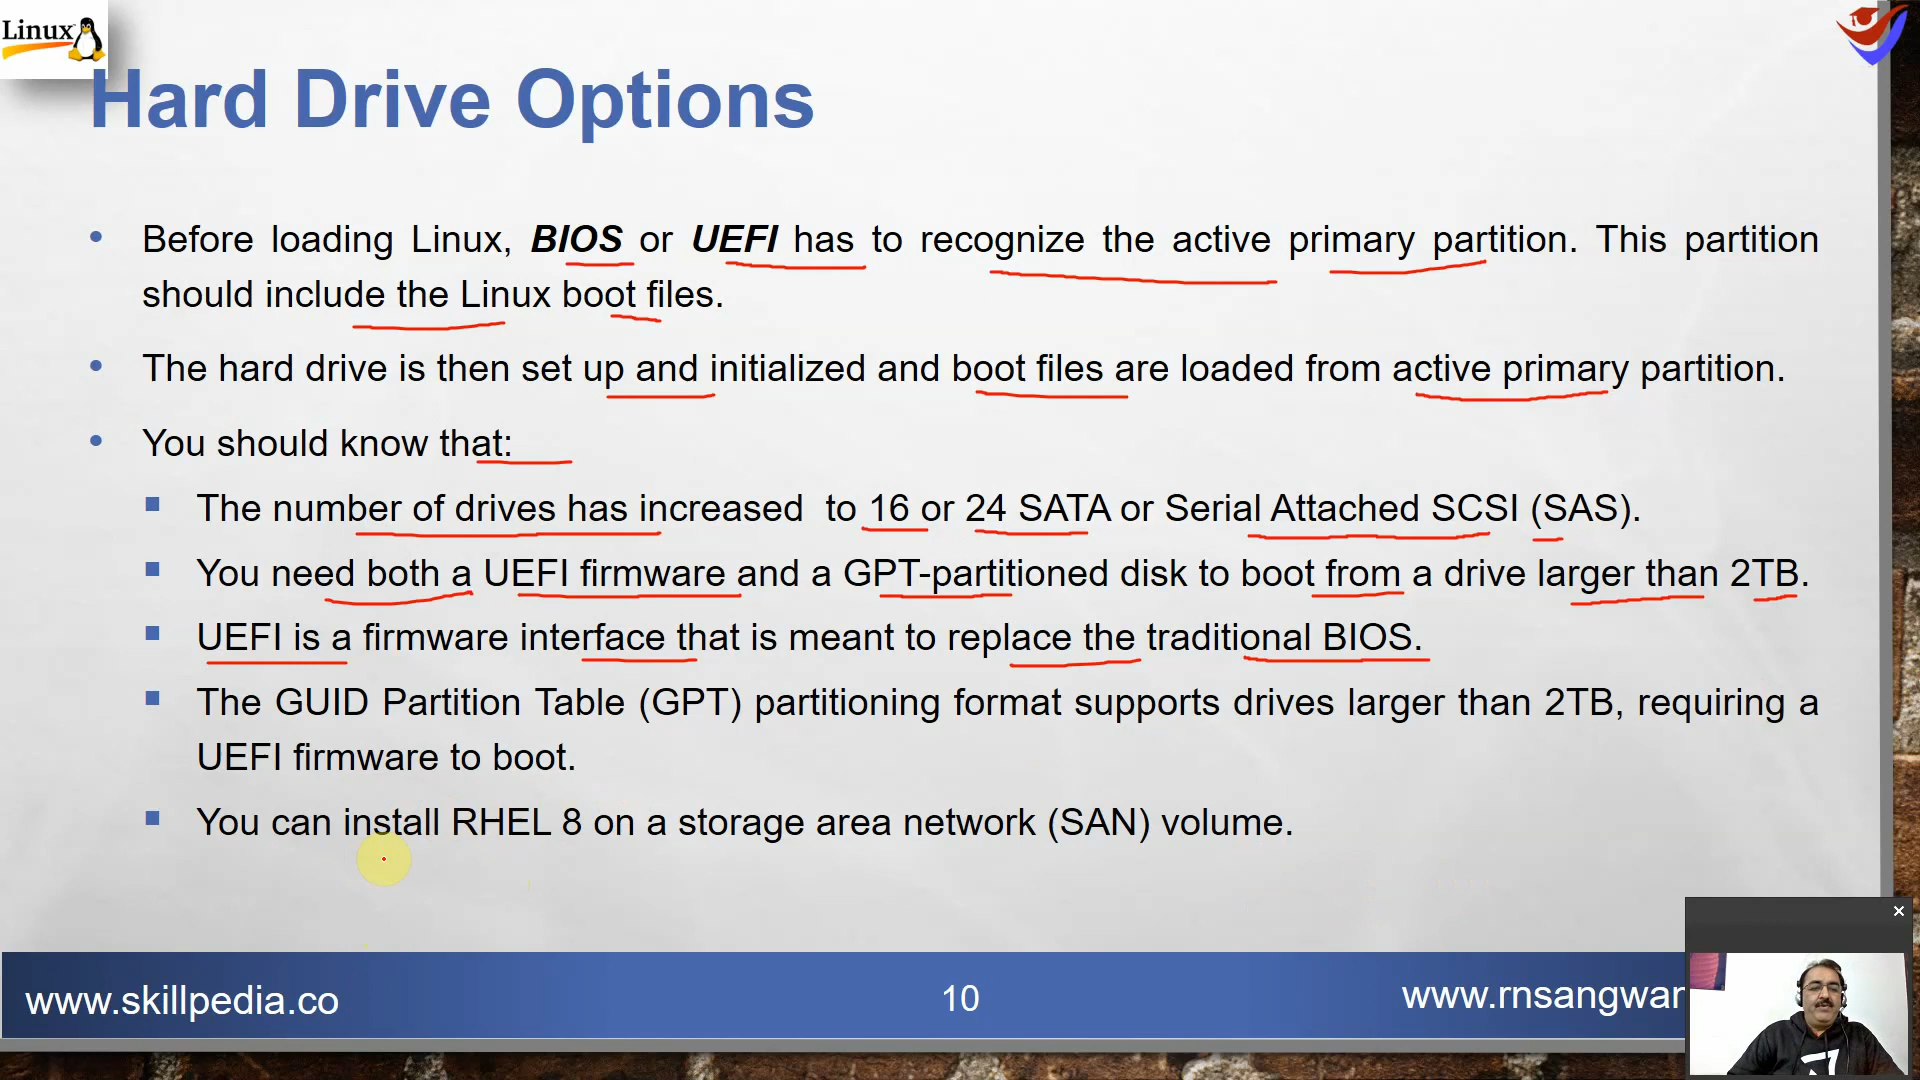 Linux
Hard Drive Options
• Before loading Linux, BIOS or UEFI has to recognize the active primary partition. This partition
should include the Linux boot files.
• The hard drive is then set up and initialized and boot files are loaded from active primary partition.
• You should know that:
▪ The number of drives has increased to 16 or 24 SATA or Serial Attached SCSI (SAS).
▪ You need both a UEFI firmware and a GPT-partitioned disk to boot from a drive larger than 2TB.
▪ UEFI is a firmware interface that is meant to replace the traditional BIOS.
▪ The GUID Partition Table (GPT) partitioning format supports drives larger than 2TB, requiring a
UEFI firmware to boot.
▪ You can install RHEL 8 on a storage area network (SAN) volume.
www.skillpedia.co
10
www.rnsangwan